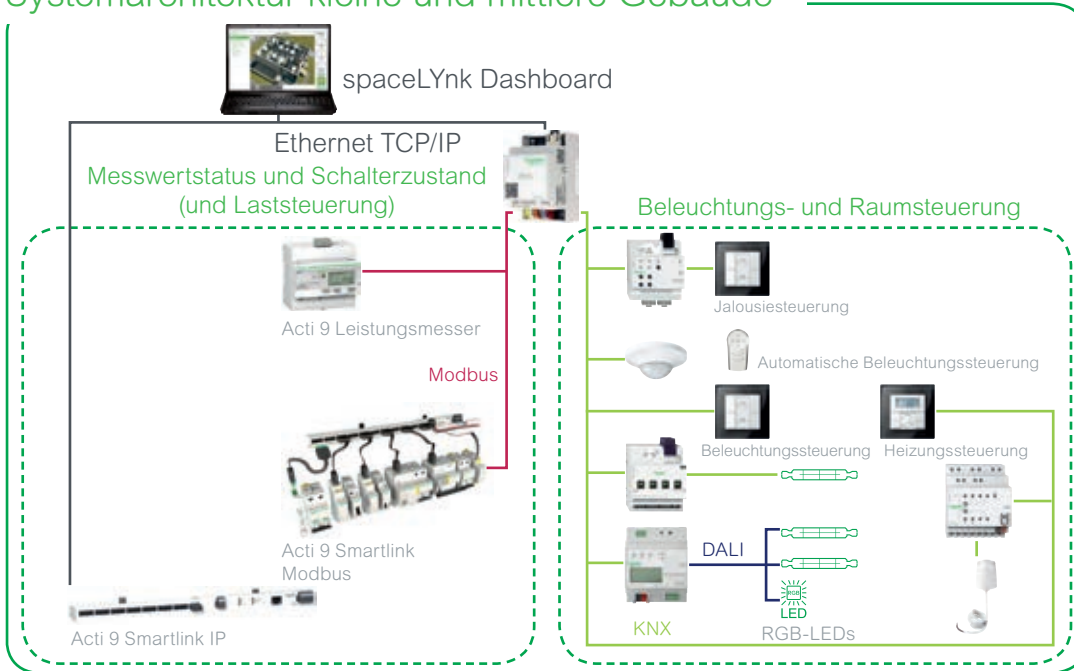 Systemarchitektur kleine und mittlere Gebäude
spaceLYnk Dashboard
Ethernet TCP/IP
Messwertstatus und Schalterzustand
(und Laststeuerung)
Beleuchtungs- und Raumsteuerung
Jalousiesteuerung
Acti 9 Leistungsmesser
Automatische Beleuchtungssteuerung
Modbus
Beleuchtungssteuerung
Heizungssteuerung
Acti 9 Smartlink
Modbus
DALI
RGB
LED
KNX
RGB-LEDs
Acti 9 Smartlink IP